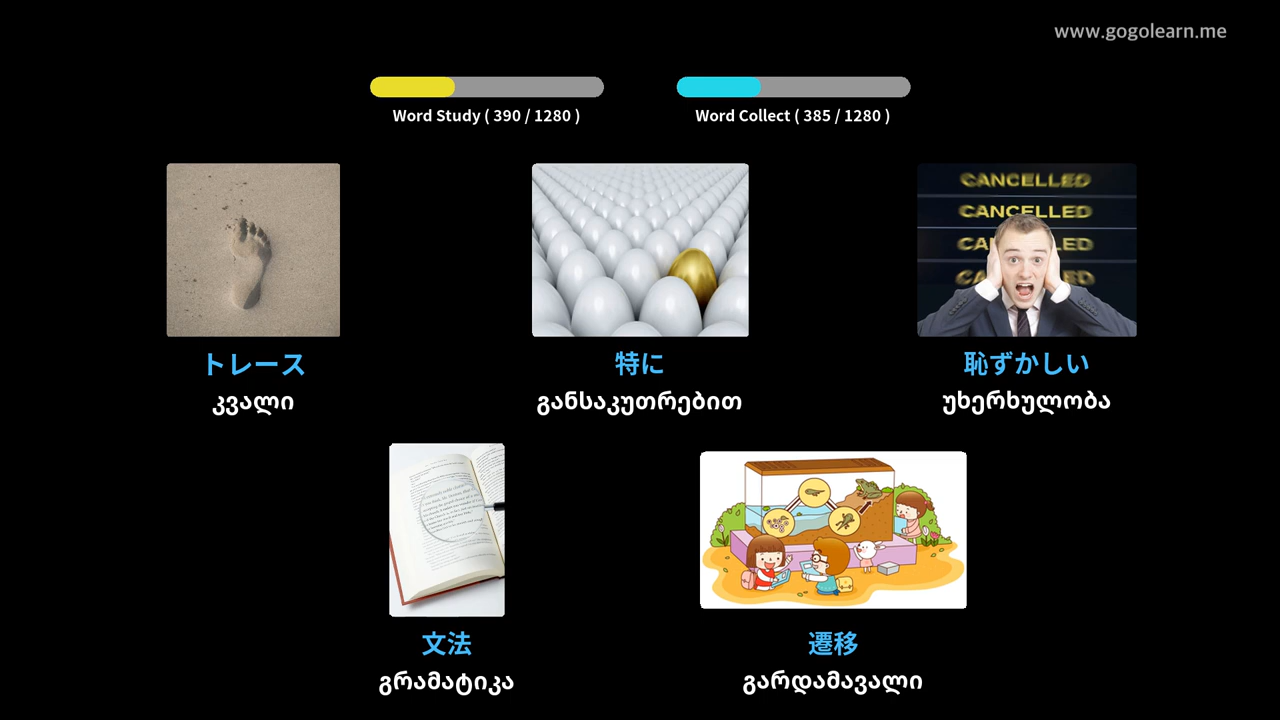 www.gogolearn.me
Word Study ( 390 / 1280 )
Word Collect ( 385 / 1280 )
CANCELLED
CANCELLED
トレース
კვალი
特に
განსაკუთრებით
恥ずかしい
უხერხულობა
文法
გრამატიკა
遷移
გარდამავალი